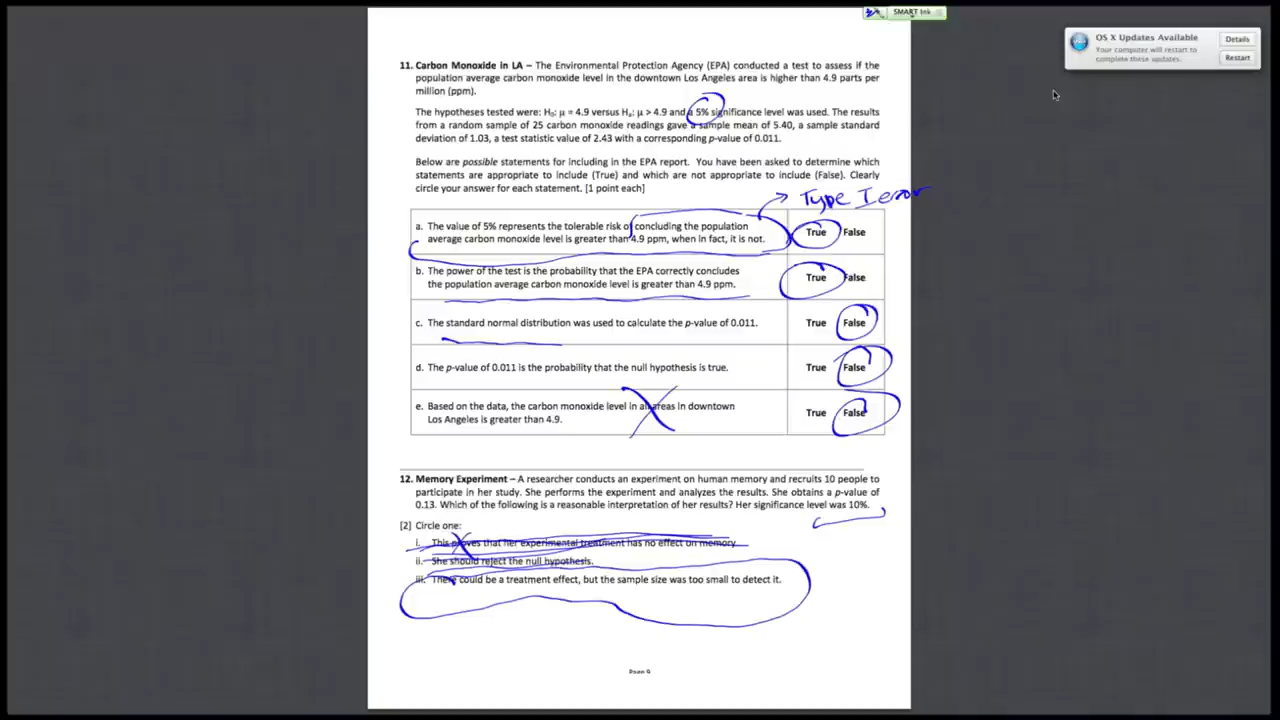 SMART Ink
OS X Updates Available
Your computer will restart to
complete these updates.
Details
Restart
11. Carbon Monoxide in LA – The Environmental Protection Agency (EPA) conducted a test to assess if the
population average carbon monoxide level in the downtown Los Angeles area is higher than 4.9 parts per
million (ppm).
The hypotheses tested were: H₀: μ = 4.9 versus Hₐ: μ > 4.9 and a 5% significance level was used. The results
from a random sample of 25 carbon monoxide readings gave a sample mean of 5.40, a sample standard
deviation of 1.03, a test statistic value of 2.43 with a corresponding p-value of 0.011.
Below are possible statements for including in the EPA report. You have been asked to determine which
statements are appropriate to include (True) and which are not appropriate to include (False). Clearly
circle your answer for each statement. [1 point each]
Type I error
a. The value of 5% represents the tolerable risk of concluding the population
average carbon monoxide level is greater than 4.9 ppm, when in fact, it is not.
True False
b. The power of the test is the probability that the EPA correctly concludes
the population average carbon monoxide level is greater than 4.9 ppm.
True False
c. The standard normal distribution was used to calculate the p-value of 0.011.
True False
d. The p-value of 0.011 is the probability that the null hypothesis is true.
True False
e. Based on the data, the carbon monoxide level in all areas in downtown
Los Angeles is greater than 4.9.
True False
12. Memory Experiment – A researcher conducts an experiment on human memory and recruits 10 people to
participate in her study. She performs the experiment and analyzes the results. She obtains a p-value of
0.13. Which of the following is a reasonable interpretation of her results? Her significance level was 10%.
[2] Circle one:
i. This proves that her experimental treatment has no effect on memory.
ii. She should reject the null hypothesis.
iii. There could be a treatment effect, but the sample size was too small to detect it.
Page 9